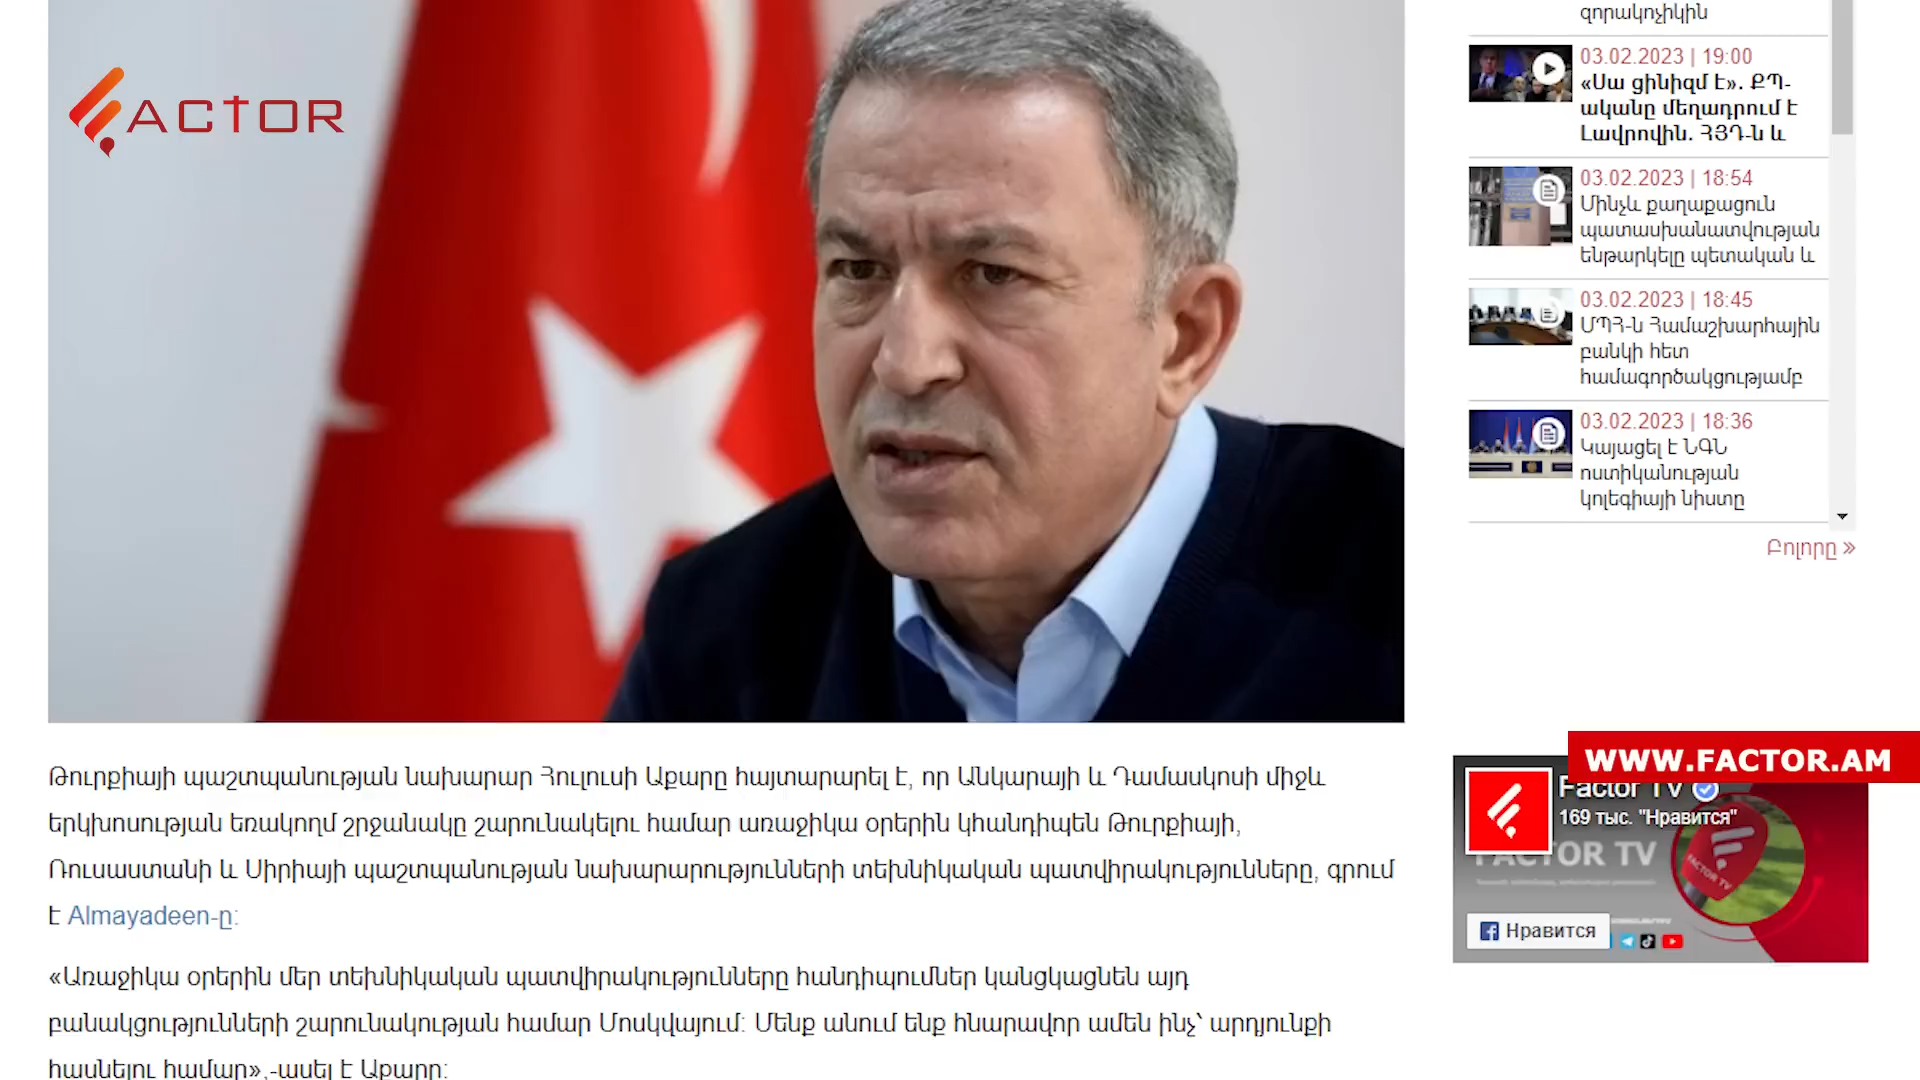 ACTOR
Թուրքիայի պաշտպանության նախարար Հուլուսի Աքարը հայտարարել է, որ Անկարայի և Դամասկոսի միջև
երկխոսության եռակողմ շրջանակը շարունակելու համար առաջիկա օրերին կհանդիպեն Թուրքիայի,
Ռուսաստանի և Սիրիայի պաշտպանության նախարարությունների տեխնիկական պատվիրակությունները, գրում
է Almayadeen-ը:
«Առաջիկա օրերին մեր տեխնիկական պատվիրակությունները հանդիպումներ կանցկացնեն այդ
բանակցությունների շարունակության համար Մոսկվայում: Մենք անում ենք հնարավոր ամեն ինչ՝ արդյունքի
հասնելու համար»,-ասել է Աքարը:
զորակոչիկին
03.02.2023 | 19:00
«Սա ցինիզմ է». ՔՊ-
ականը մեղադրում է
Լավրովին. ՀՅԴ-ն և
03.02.2023 | 18:54
Մինչև քաղաքացուն
պատասխանատվության
ենթարկելը պետական և
03.02.2023 | 18:45
ՄՊՀ-ն Համաշխարհային
բանկի հետ
համագործակցությամբ
03.02.2023 | 18:36
Կայացել է ՆԳՆ
ոստիկանության
կոլեգիայի նիստը
Բոլորը »
WWW.FACTOR.AM
Factor TV
169 тыс. "Нравится"
FACTOR TV
FACTOR TV
Нравится